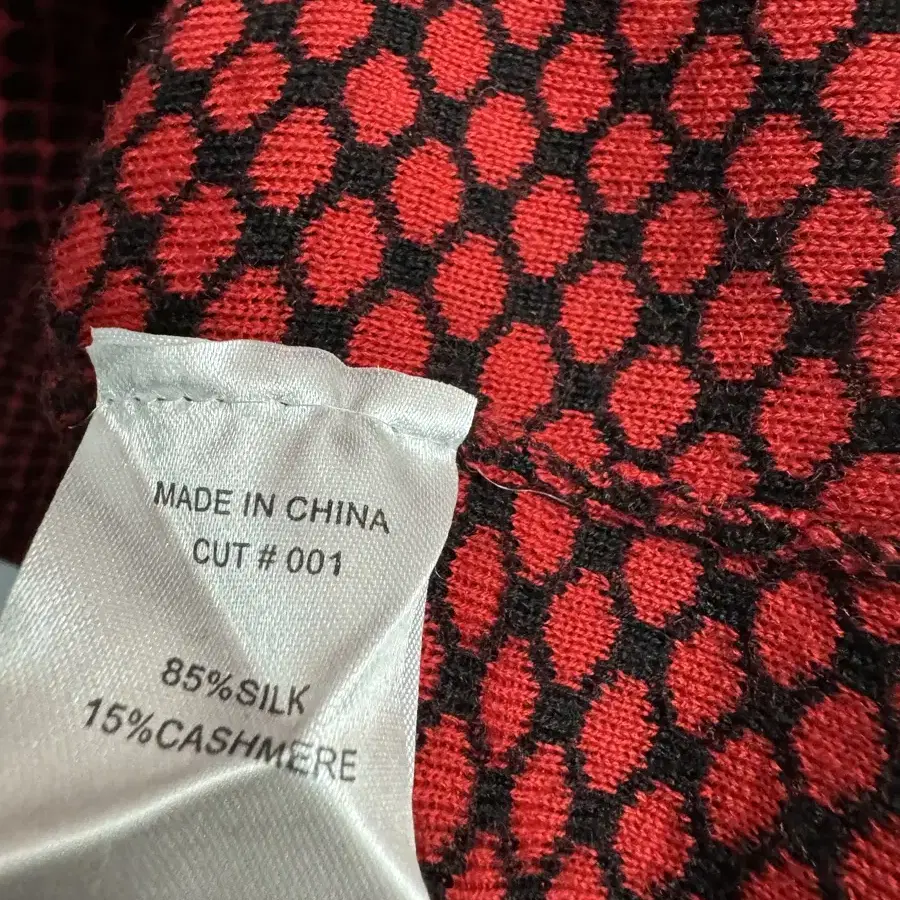 MADE IN CHINA
CUT # 001
85%SILK
15%CASHMERE